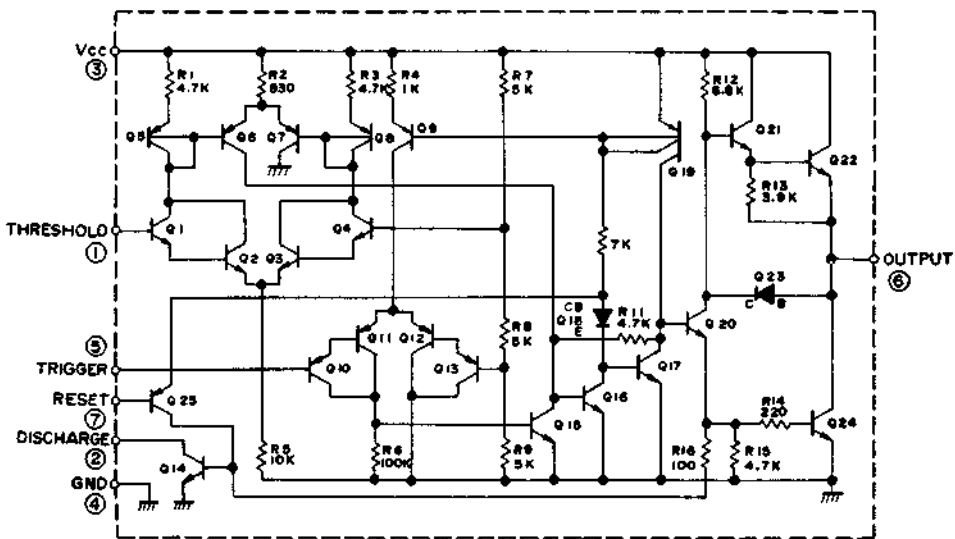 Vcc
③
R1
4.7K
R2
830
R3
4.7K
R4
1K
R7
5K
R12
6.8K
Q5
Q6
Q7
Q8
Q9
Q19
Q21
Q22
R13
3.9K
THRESHOLD
①
Q1
Q2
Q3
Q4
7K
OUTPUT
⑥
Q23
C B
CB
Q18
E
R11
4.7K
Q20
R8
5K
⑤
TRIGGER
Q10
Q11
Q12
Q13
Q17
RESET
⑦
Q25
Q15
Q16
R14
220
Q24
DISCHARGE
②
Q14
R5
10K
R6
100K
R9
5K
R16
100
R15
4.7K
GND
④